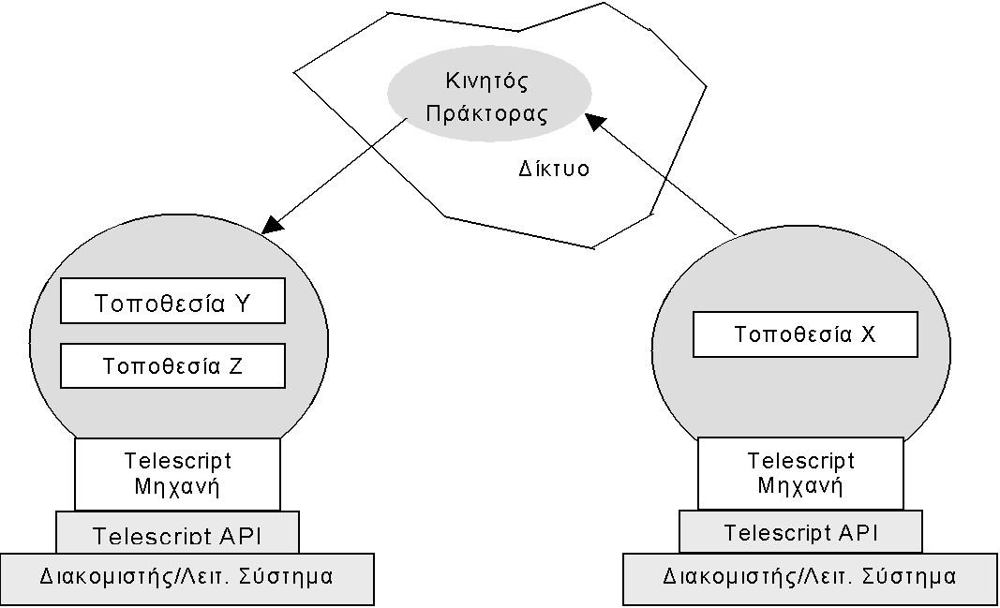 Κινητός
Πράκτορας
Δίκτυο
Τοποθεσία Υ
Τοποθεσία Ζ
Telescript
Μηχανή
Telescript API
Διακομιστής/Λειτ. Σύστημα
Τοποθεσία Χ
Telescript
Μηχανή
Telescript API
Διακομιστής/Λειτ. Σύστημα